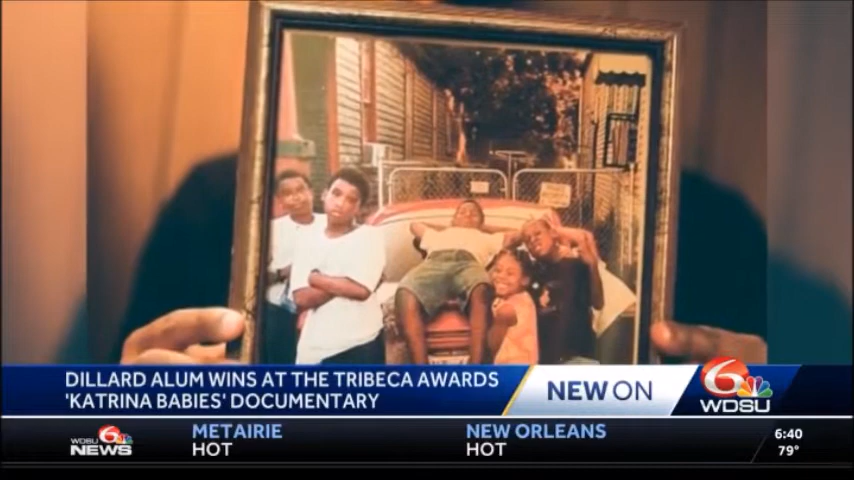 DILLARD ALUM WINS AT THE TRIBECA AWARDS
'KATRINA BABIES' DOCUMENTARY
NEW ON
6
WDSU
WDSU 6
NEWS
METAIRIE
HOT
NEW ORLEANS
HOT
6:40
79°